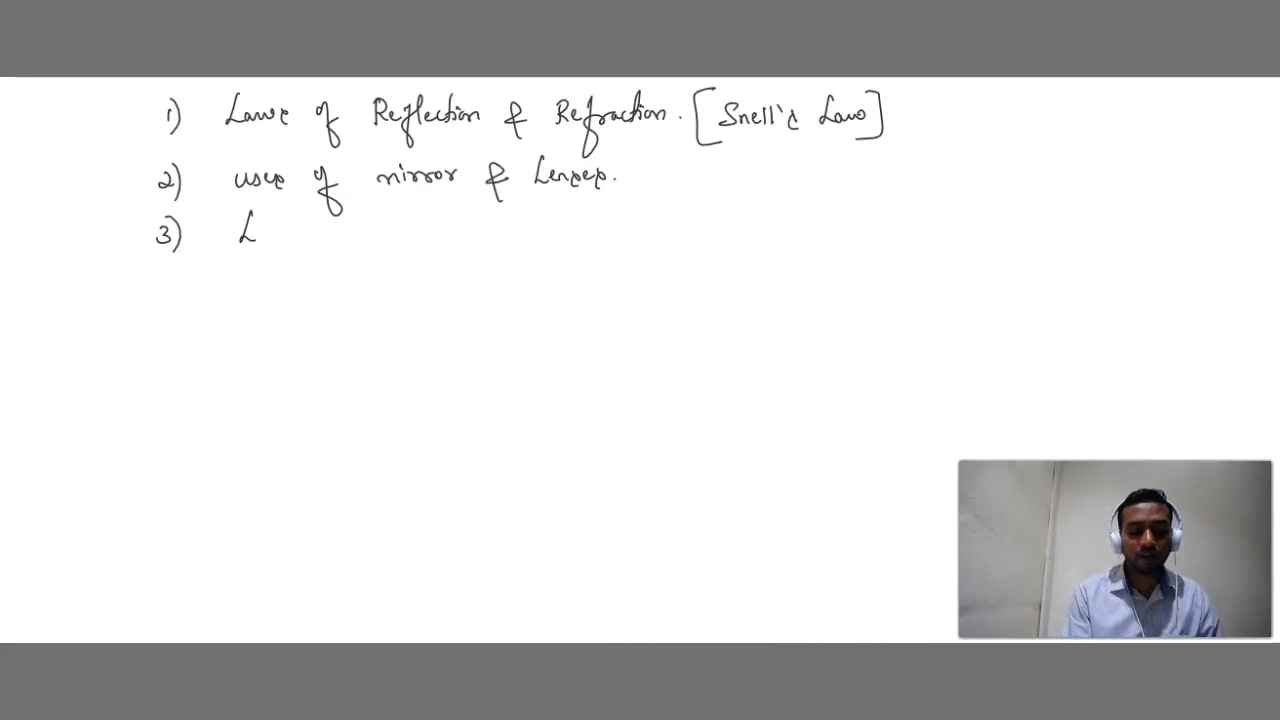 1) Laws of Reflection & Refraction. [Snell's Law]
2) uses of mirror & Lenses.
3) L